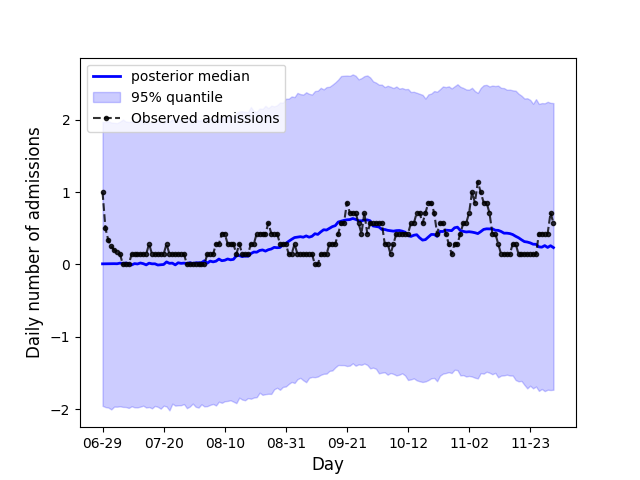 posterior median
95% quantile
Observed admissions
Daily number of admissions
2
1
0
−1
−2
06-29 07-20 08-10 08-31 09-21 10-12 11-02 11-23
Day